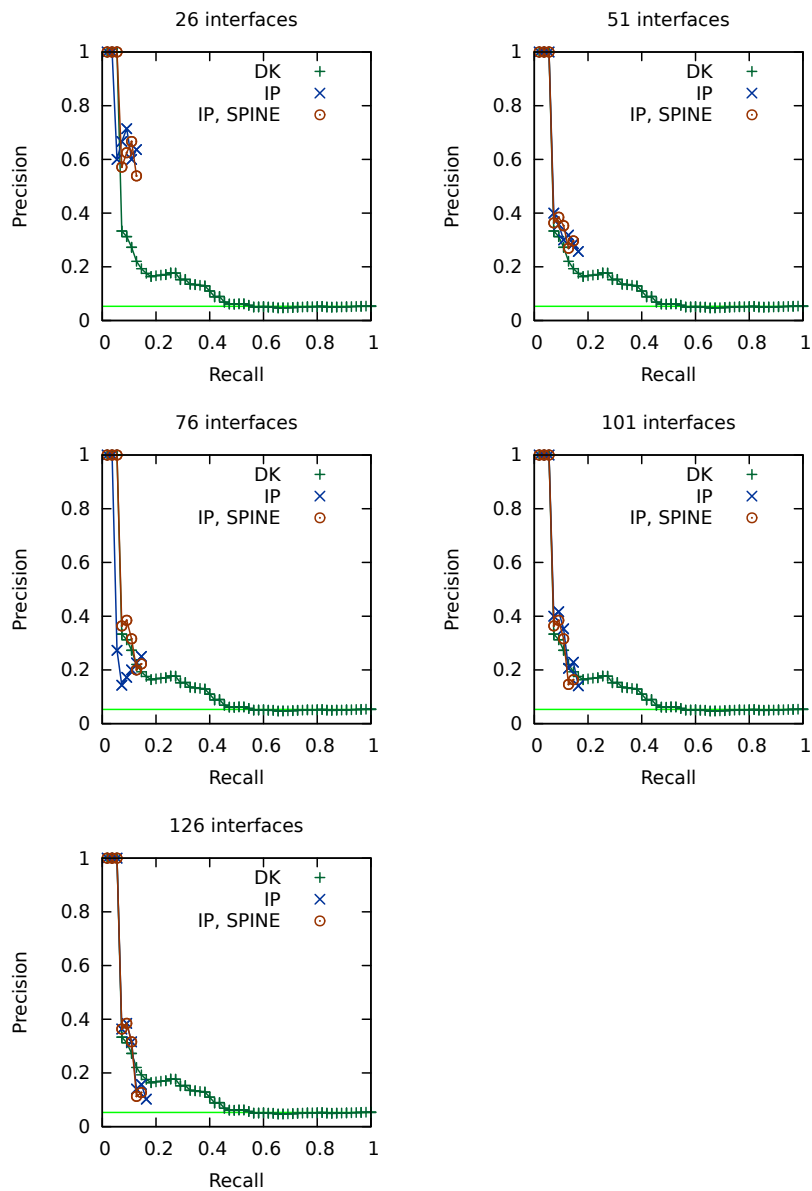 26 interfaces
1
0.8
0.6
0.4
0.2
0
0 0.2 0.4 0.6 0.8 1
Precision
Recall
DK
IP
IP, SPINE
51 interfaces
1
0.8
0.6
0.4
0.2
0
0 0.2 0.4 0.6 0.8 1
Precision
Recall
DK
IP
IP, SPINE
76 interfaces
1
0.8
0.6
0.4
0.2
0
0 0.2 0.4 0.6 0.8 1
Precision
Recall
DK
IP
IP, SPINE
101 interfaces
1
0.8
0.6
0.4
0.2
0
0 0.2 0.4 0.6 0.8 1
Precision
Recall
DK
IP
IP, SPINE
126 interfaces
1
0.8
0.6
0.4
0.2
0
0 0.2 0.4 0.6 0.8 1
Precision
Recall
DK
IP
IP, SPINE